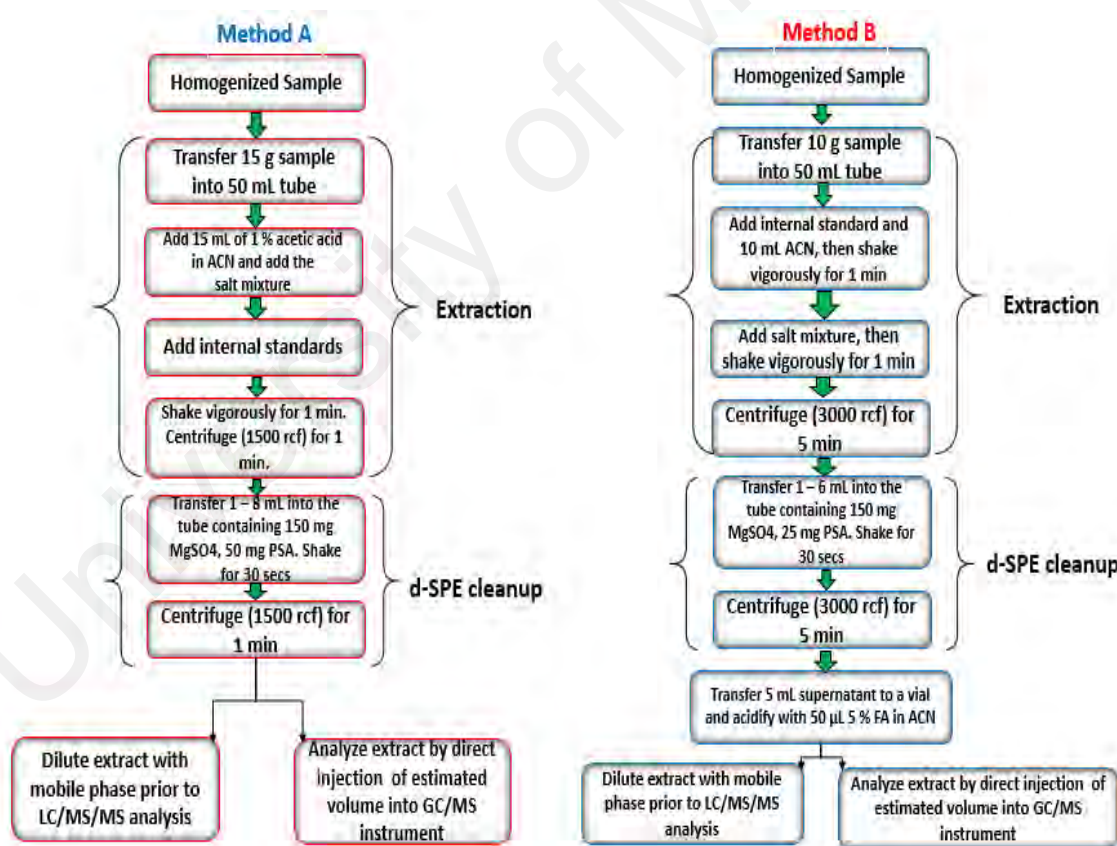 Method A
Homogenized Sample
Transfer 15 g sample
into 50 mL tube
Add 15 mL of 1 % acetic acid
in ACN and add the
salt mixture
Add internal standards
Shake vigorously for 1 min.
Centrifuge (1500 rcf) for 1
min.
Extraction
Transfer 1 – 8 mL into the
tube containing 150 mg
MgSO4, 50 mg PSA. Shake
for 30 secs
Centrifuge (1500 rcf) for
1 min
d-SPE cleanup
Dilute extract with
mobile phase prior to
LC/MS/MS analysis
Analyze extract by direct
injection of estimated
volume into GC/MS
instrument
Method B
Homogenized Sample
Transfer 10 g sample
into 50 mL tube
Add internal standard and
10 mL ACN, then shake
vigorously for 1 min
Add salt mixture, then
shake vigorously for 1 min
Centrifuge (3000 rcf) for
5 min
Extraction
Transfer 1 – 6 mL into the
tube containing 150 mg
MgSO4, 25 mg PSA. Shake for
30 secs
Centrifuge (3000 rcf) for
5 min
d-SPE cleanup
Transfer 5 mL supernatant to a vial
and acidify with 50 µL 5 % FA in ACN
Dilute extract with mobile
phase prior to LC/MS/MS
analysis
Analyze extract by direct injection of
estimated volume into GC/MS
instrument
University of M